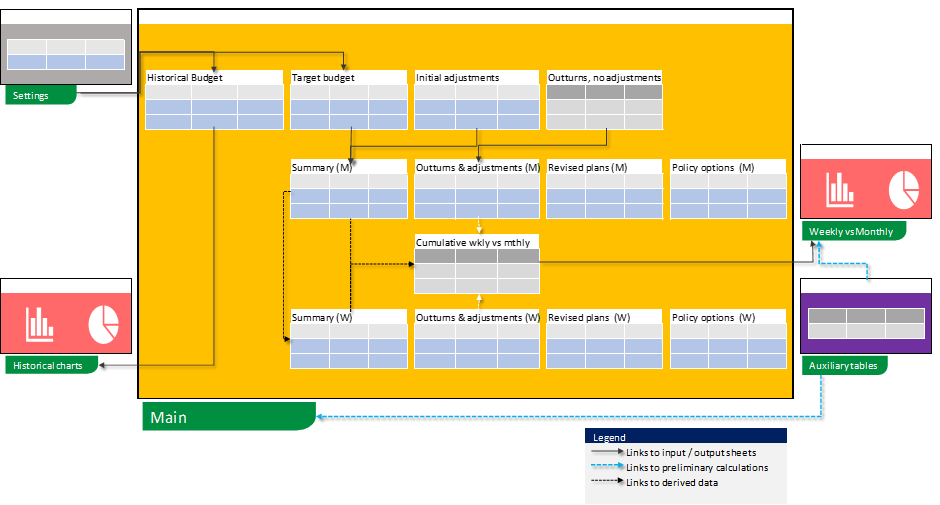 Settings
Historical Budget
Target budget
Initial adjustments
Outturns, no adjustments
Summary (M)
Outturns & adjustments (M)
Revised plans (M)
Policy options (M)
Weekly vs Monthly
Cumulative wkly vs mthly
Summary (W)
Outturns & adjustments (W)
Revised plans (W)
Policy options (W)
Historical charts
Auxiliary tables
Main
Legend
Links to input / output sheets
Links to preliminary calculations
Links to derived data